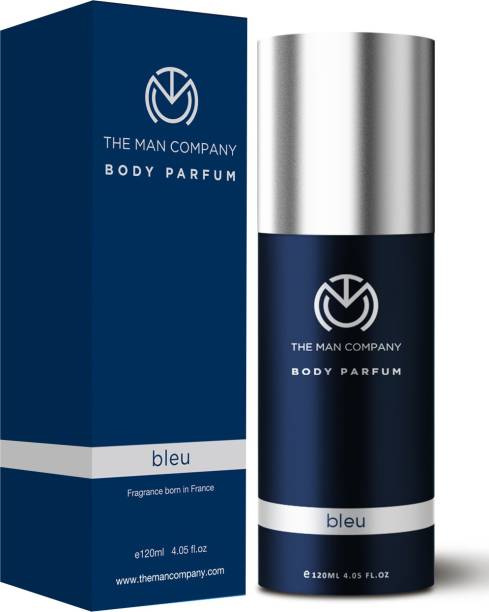 THE MAN COMPANY
BODY PARFUM
bleu
Fragrance born in France
e120ml 4.05 fl.oz
www.themancompany.com
THE MAN COMPANY
BODY PARFUM
bleu
e120ML 4.05 FL.OZ